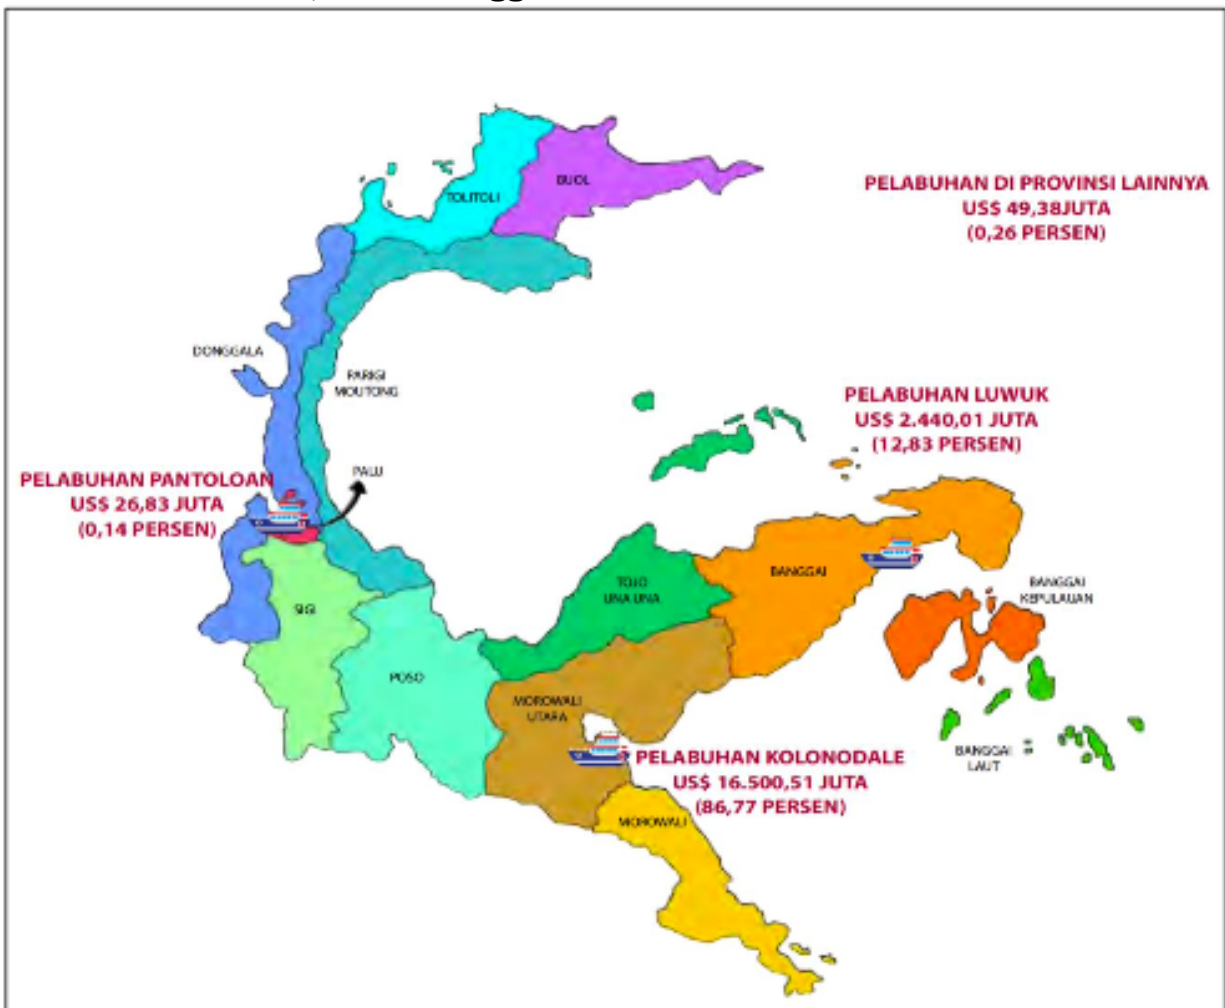 BUOL
TOLITOLI
PELABUHAN DI PROVINSI LAINNYA
US$ 49,38JUTA
(0,26 PERSEN)
DONGGALA
PARIGI
MOUTONG
PELABUHAN LUWUK
US$ 2.440,01 JUTA
(12,83 PERSEN)
PALU
PELABUHAN PANTOLOAN
US$ 26,83 JUTA
(0,14 PERSEN)
BANGGAI
TOJO
UNA UNA
BANGGAI
KEPULAUAN
SIGI
POSO
MOROWALI
UTARA
PELABUHAN KOLONODALE
US$ 16.500,51 JUTA
(86,77 PERSEN)
BANGGAI
LAUT
MOROWALI